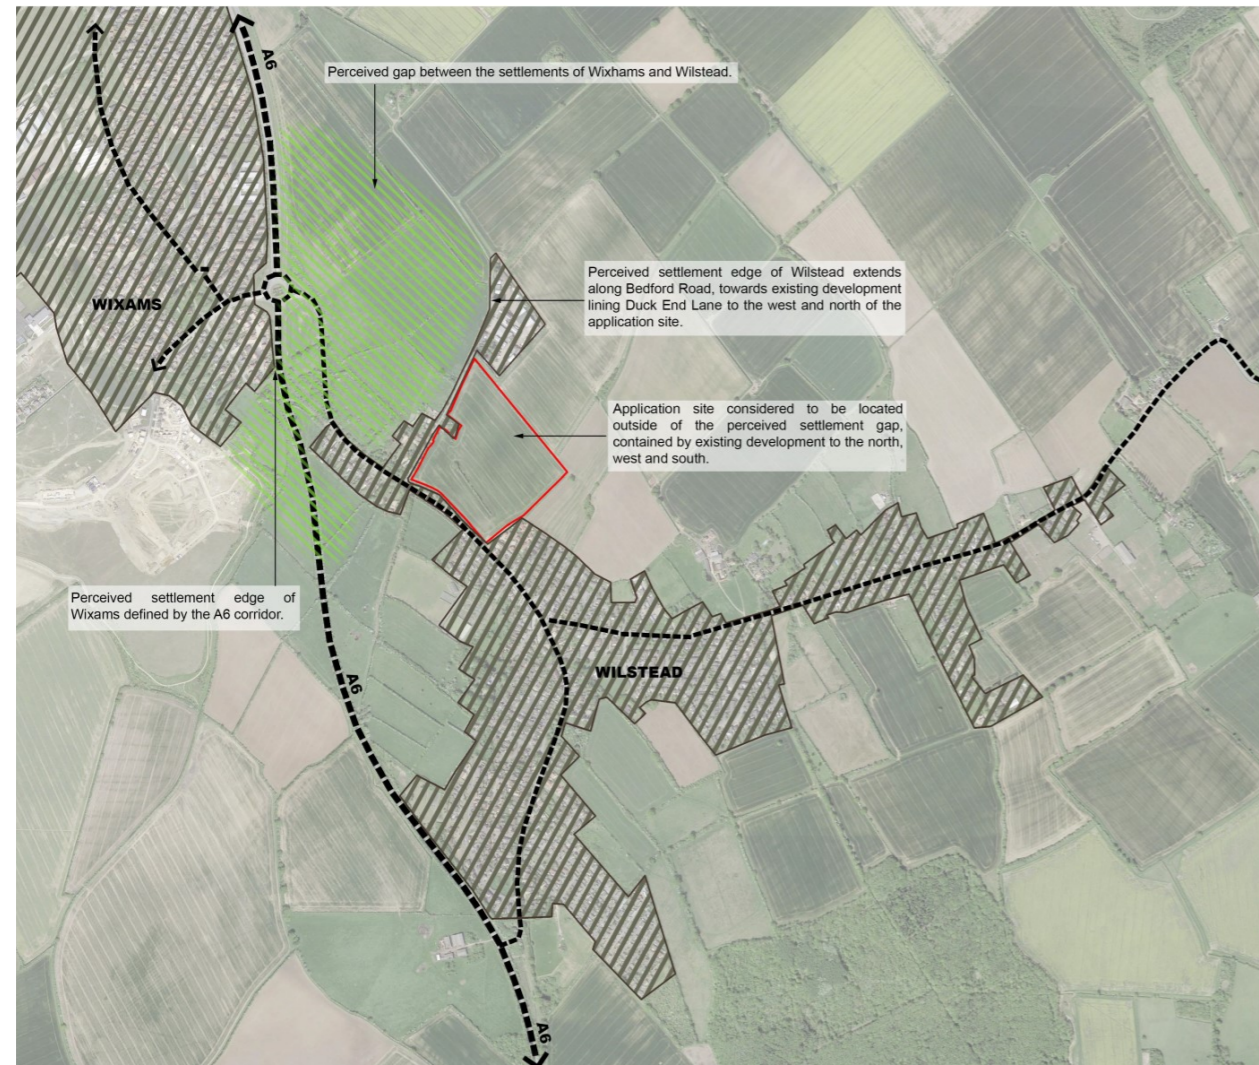 A6
Perceived gap between the settlements of Wixhams and Wilstead.
Perceived settlement edge of Wilstead extends
along Bedford Road, towards existing development
lining Duck End Lane to the west and north of the
application site.
WIXAMS
Application site considered to be located
outside of the perceived settlement gap,
contained by existing development to the north,
west and south.
Perceived settlement edge of
Wixams defined by the A6 corridor.
WILSTEAD
A6
A6